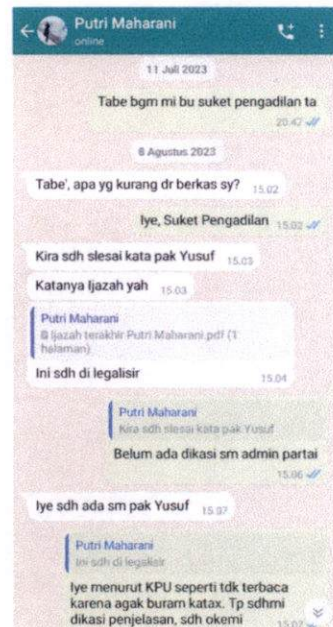 Putri Maharani
online
11 Juli 2023
Tabe bgm mi bu suket pengadilan ta
20.47
6 Agustus 2023
Tabe', apa yg kurang dr berkas sy? 15.02
Iye, Suket Pengadilan 15.02
Kira sdh slesai kata pak Yusuf 15.03
Katanya Ijazah yah 15.03
Putri Maharani
Ijazah terakhir Putri Maharani.pdf (1
halaman)
Ini sdh di legalisir 15.04
Putri Maharani
Kira sdh slesai kata pak Yusuf
Belum ada dikasi sm admin partai
15.06
Iye sdh ada sm pak Yusuf 15.07
Putri Maharani
Ini sdh di legalisir
Iye menurut KPU seperti tdk terbaca
karena agak buram katax. Tp sdhmi
dikasi penjelasan, sdh okemi 15.07